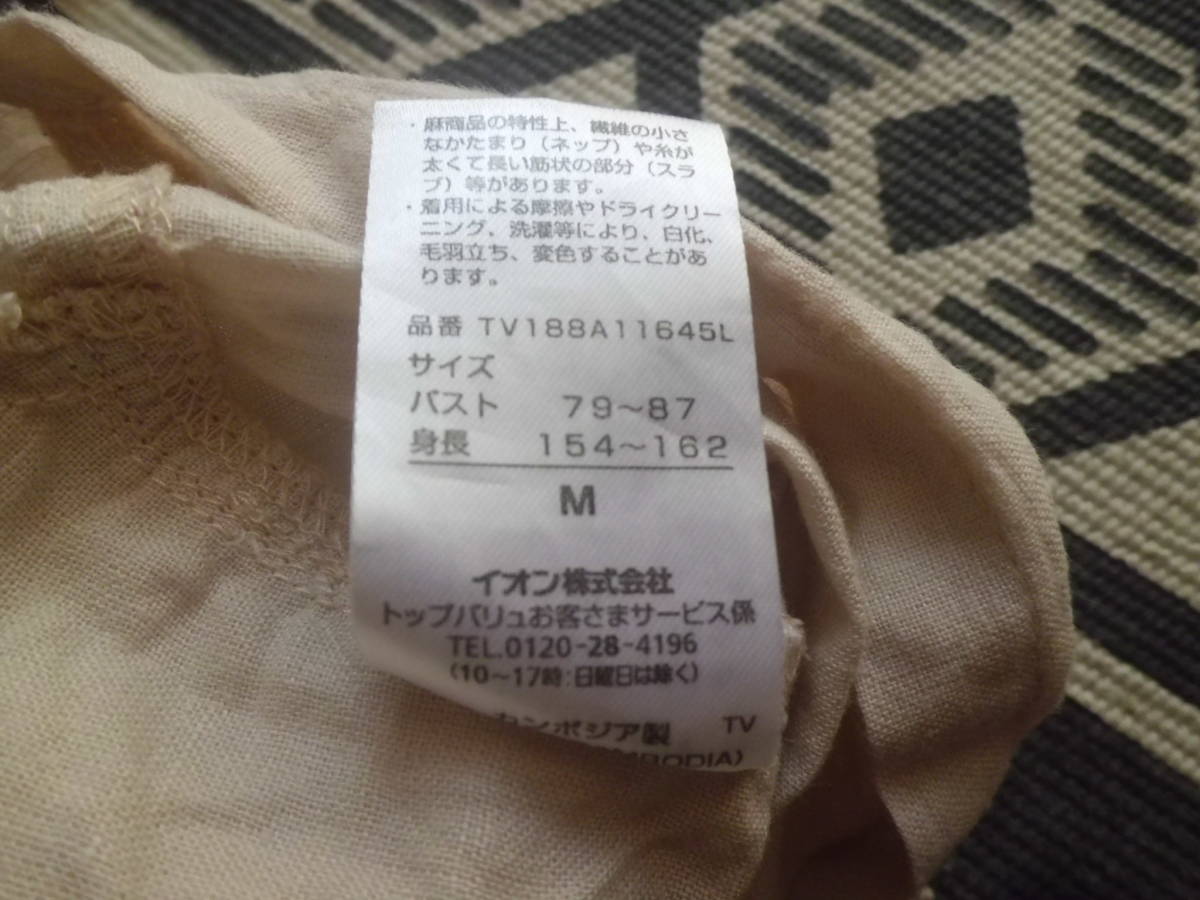 ・麻商品の特性上、繊維の小さ
なかたまり（ネップ）や糸が
太くて長い筋状の部分（スラ
ブ）等があります。
・着用による摩擦やドライクリー
ニング、洗濯等により、白化、
毛羽立ち、変色することがあ
ります。
品番 TV188A11645L
サイズ
バスト 79～87
身長 154～162
M
イオン株式会社
トップバリュお客さまサービス係
TEL.0120-28-4196
(10～17時:日曜日は除く)
カンボジア製 TV
BODIA)